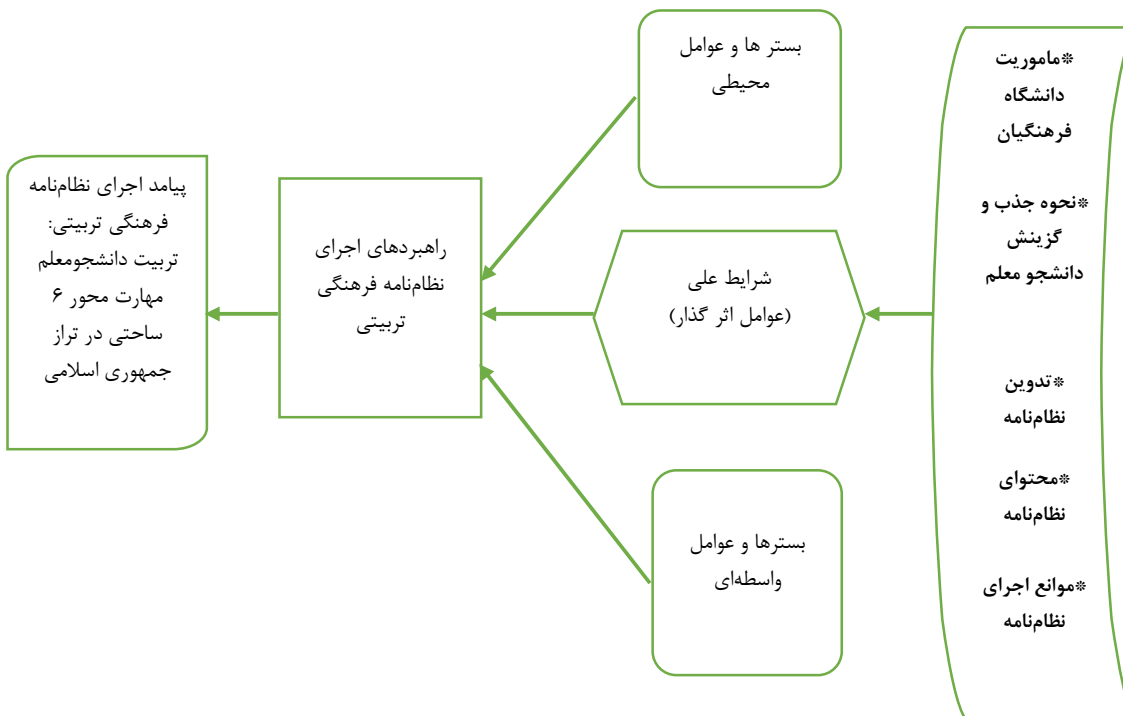 *ماموریت
دانشگاه
فرهنگیان
*نحوه جذب و
گزینش
دانشجو معلم
*تدوین
نظام‌نامه
*محتوای
نظام‌نامه
*موانع اجرای
نظام‌نامه
بستر ها و عوامل
محیطی
شرایط علی
(عوامل اثر گذار)
بسترها و عوامل
واسطه‌ای
راهبردهای اجرای
نظام‌نامه فرهنگی
تربیتی
پیامد اجرای نظام‌نامه
فرهنگی تربیتی:
تربیت دانشجومعلم
مهارت محور ۶
ساحتی در تراز
جمهوری اسلامی